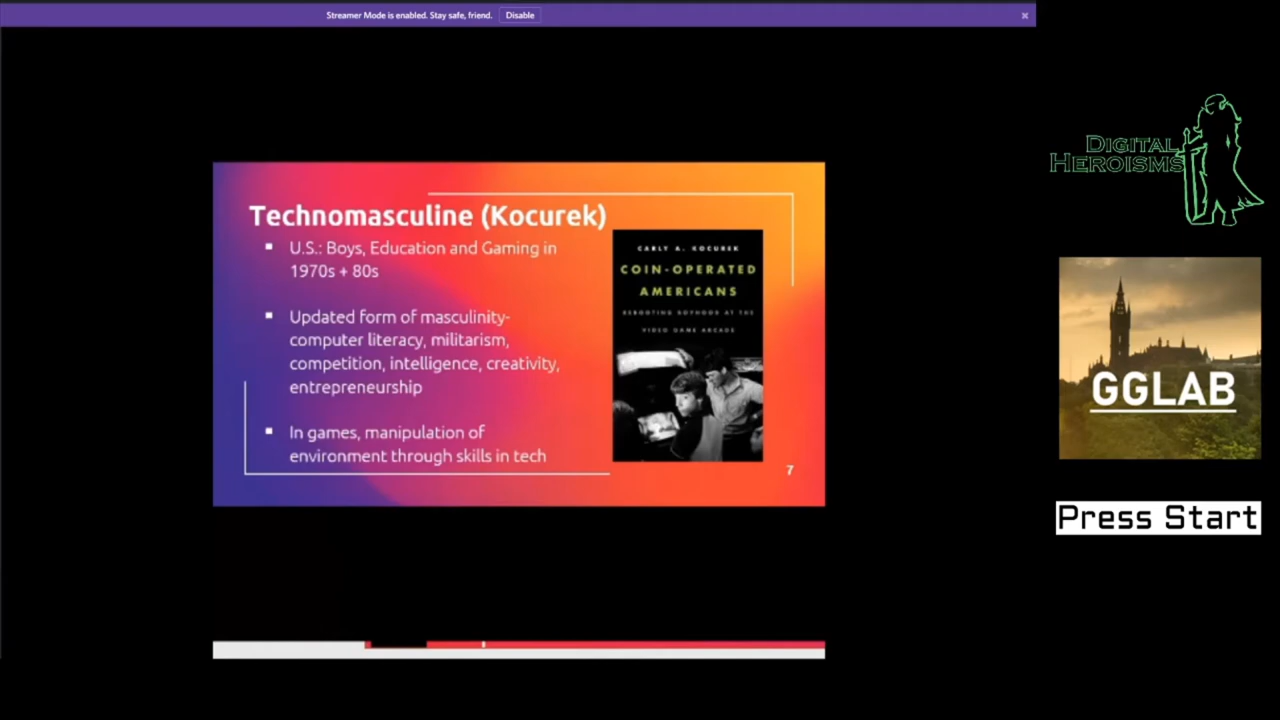 Streamer Mode is enabled. Stay safe, friend. Disable
Technomasculine (Kocurek)
U.S.: Boys, Education and Gaming in
1970s + 80s
Updated form of masculinity-
computer literacy, militarism,
competition, intelligence, creativity,
entrepreneurship
In games, manipulation of
environment through skills in tech
CARLY A. KOCUREK
COIN-OPERATED
AMERICANS
REBOOTING BOYHOOD AT THE
VIDEO GAME ARCADE
7
DIGITAL
HEROISMS
GGLAB
Press Start